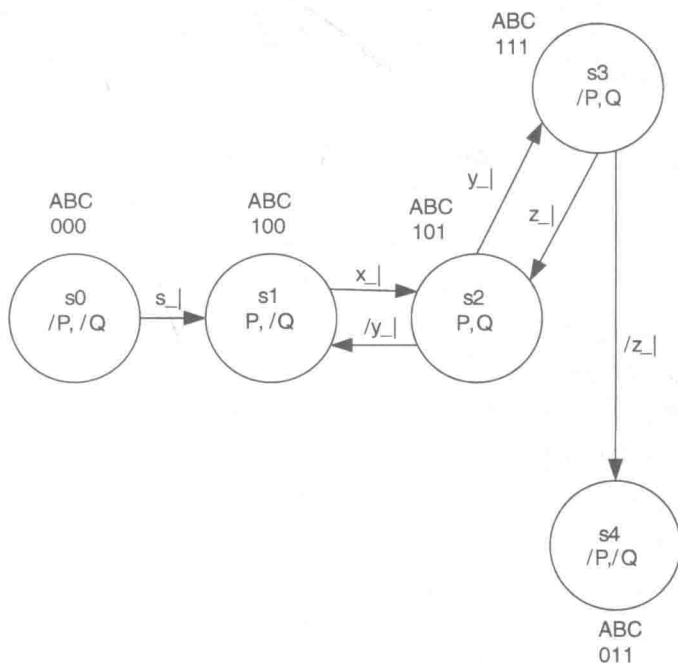 ABC
111
s3
/P,Q
y_|
z_|
ABC
000
ABC
100
ABC
101
s0
/P, /Q
s_|
s1
P, /Q
x_|
/y_|
s2
P,Q
/z_|
s4
/P,/Q
ABC
011